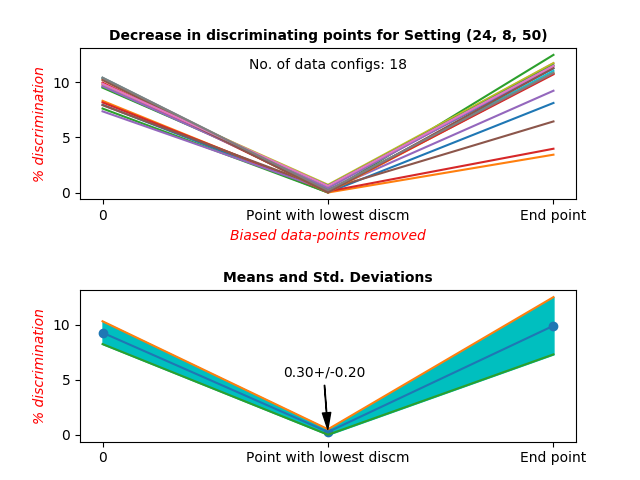 Decrease in discriminating points for Setting (24, 8, 50)
No. of data configs: 18
% discrimination
10
5
0
0 Point with lowest discm End point
Biased data-points removed
Means and Std. Deviations
% discrimination
10
5
0
0.30+/-0.20
0 Point with lowest discm End point